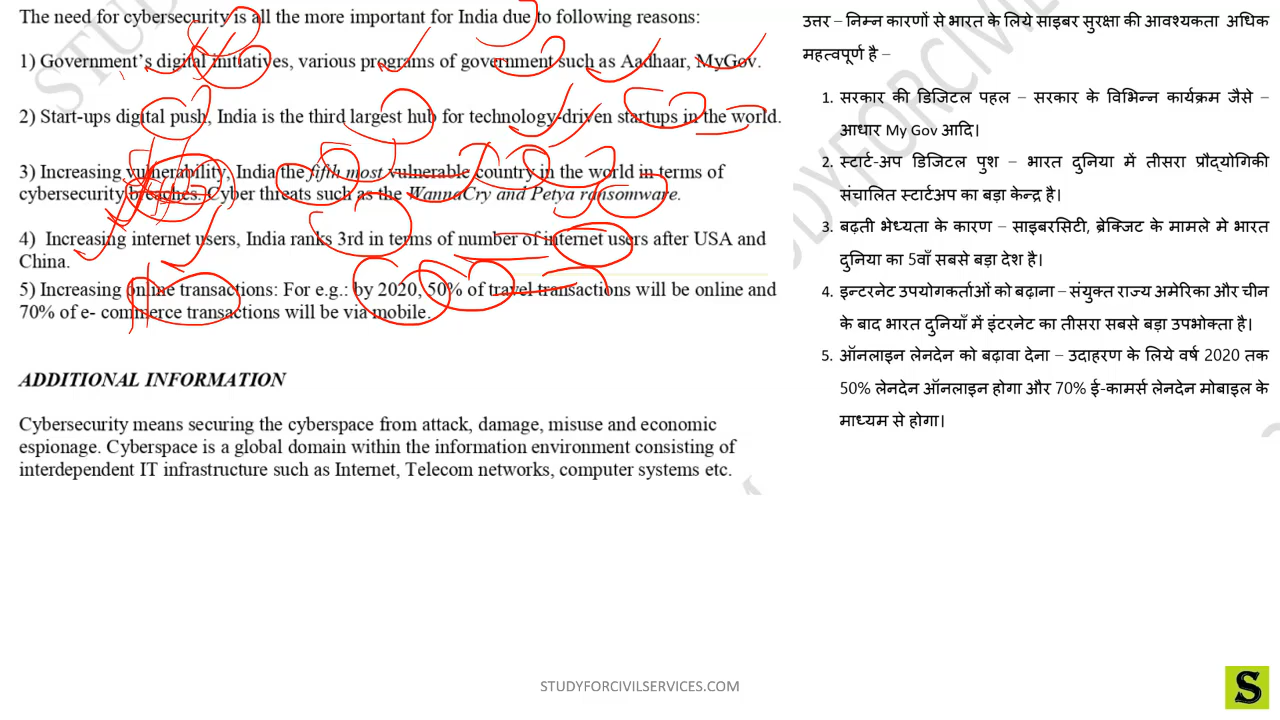 The need for cybersecurity is all the more important for India due to following reasons:
1) Government's digital initiatives, various programs of government such as Aadhaar, MyGov.
2) Start-ups digital push, India is the third largest hub for technology-driven startups in the world.
3) Increasing vulnerability, India the fifth most vulnerable country in the world in terms of
cybersecurity breaches. Cyber threats such as the WannaCry and Petya ransomware.
4) Increasing internet users, India ranks 3rd in terms of number of internet users after USA and
China.
5) Increasing online transactions: For e.g.: by 2020, 50% of travel transactions will be online and
70% of e- commerce transactions will be via mobile.
ADDITIONAL INFORMATION
Cybersecurity means securing the cyberspace from attack, damage, misuse and economic
espionage. Cyberspace is a global domain within the information environment consisting of
interdependent IT infrastructure such as Internet, Telecom networks, computer systems etc.
उत्तर – निम्न कारणों से भारत के लिये साइबर सुरक्षा की आवश्यकता अधिक
महत्वपूर्ण है –
1. सरकार की डिजिटल पहल – सरकार के विभिन्न कार्यक्रम जैसे –
आधार My Gov आदि।
2. स्टार्ट-अप डिजिटल पुश – भारत दुनिया में तीसरा प्रौद्योगिकी
संचालित स्टार्टअप का बड़ा केन्द्र है।
3. बढ़ती भेध्यता के कारण – साइबरसिटी, ब्रेक्जिट के मामले मे भारत
दुनिया का 5वाँ सबसे बड़ा देश है।
4. इन्टरनेट उपयोगकर्ताओं को बढ़ाना – संयुक्त राज्य अमेरिका और चीन
के बाद भारत दुनियाँ में इंटरनेट का तीसरा सबसे बड़ा उपभोक्ता है।
5. ऑनलाइन लेनदेन को बढ़ावा देना – उदाहरण के लिये वर्ष 2020 तक
50% लेनदेन ऑनलाइन होगा और 70% ई-कामर्स लेनदेन मोबाइल के
माध्यम से होगा।
STUDYFORCIVILSERVICES.COM
S